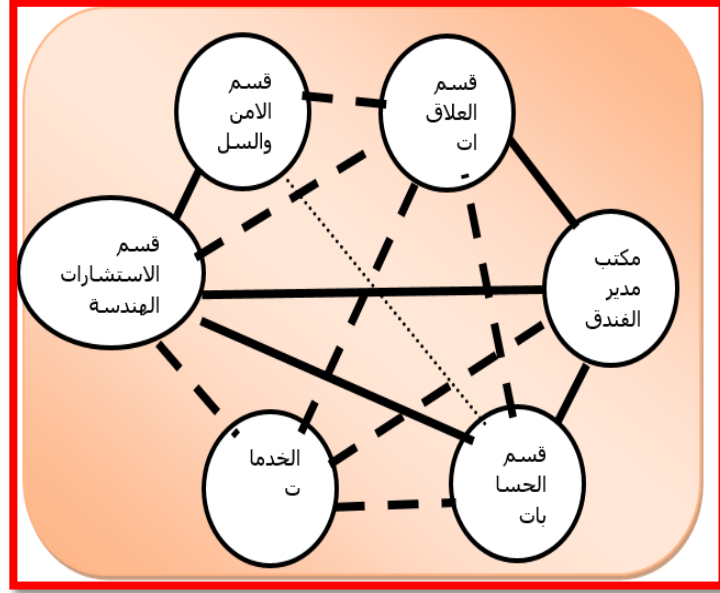 قسم
العلاق
ات
قسم
الامن
والسل
مكتب
مدير
الفندق
قسم
الاستشارات
الهندسة
قسم
الحسا
بات
الخدما
ت